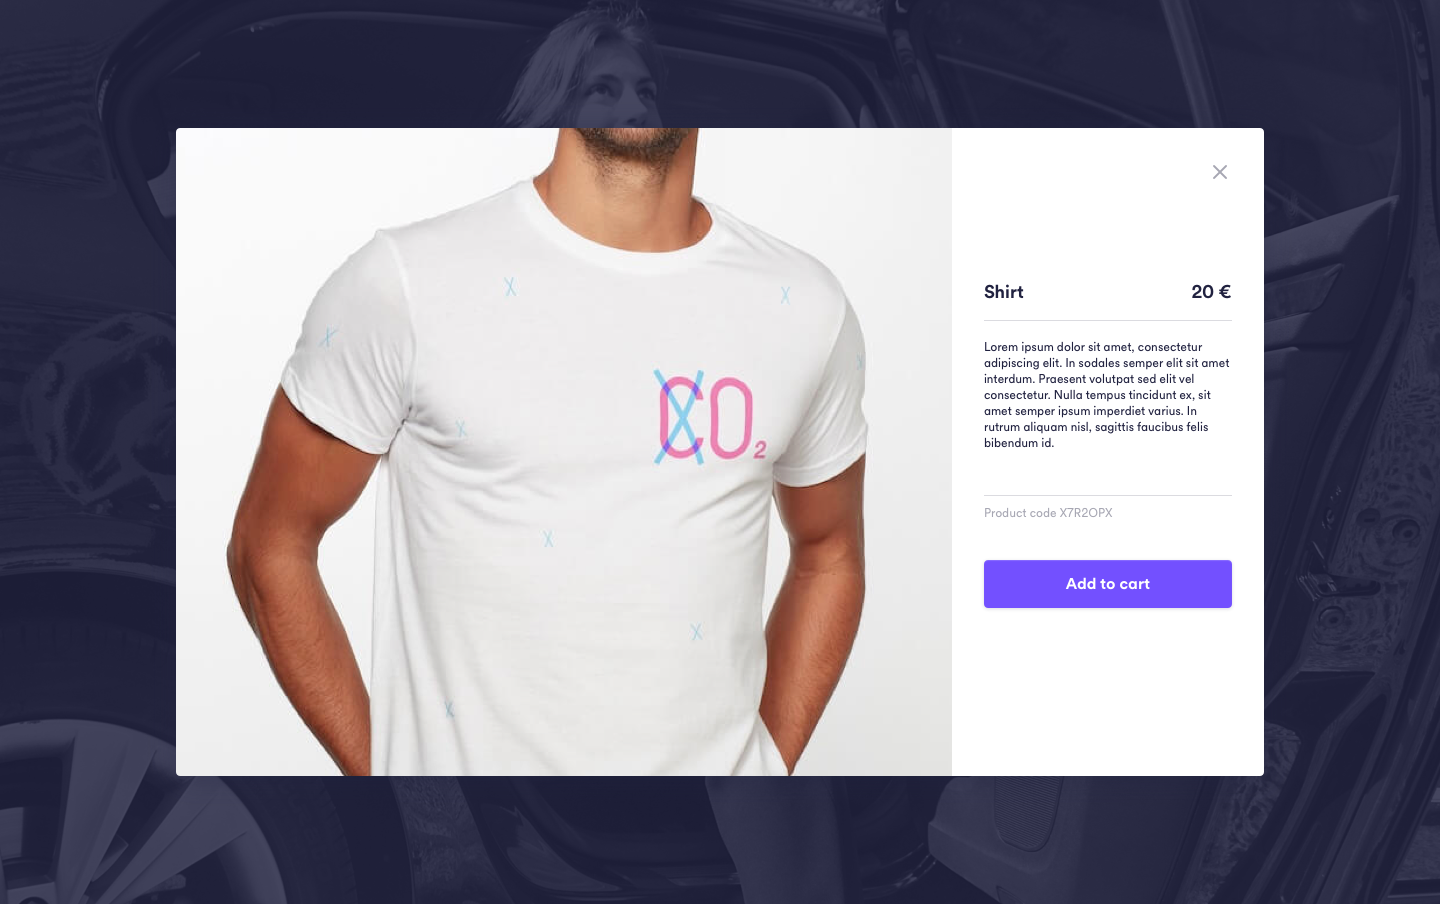 CO2
Shirt
20 €
Lorem ipsum dolor sit amet, consectetur
adipiscing elit. In sodales semper elit sit amet
interdum. Praesent volutpat sed elit vel
consectetur. Nulla tempus tincidunt ex, sit
amet semper ipsum imperdiet varius. In
rutrum aliquam nisl, sagittis faucibus felis
bibendum id.
Product code X7R2OPX
Add to cart